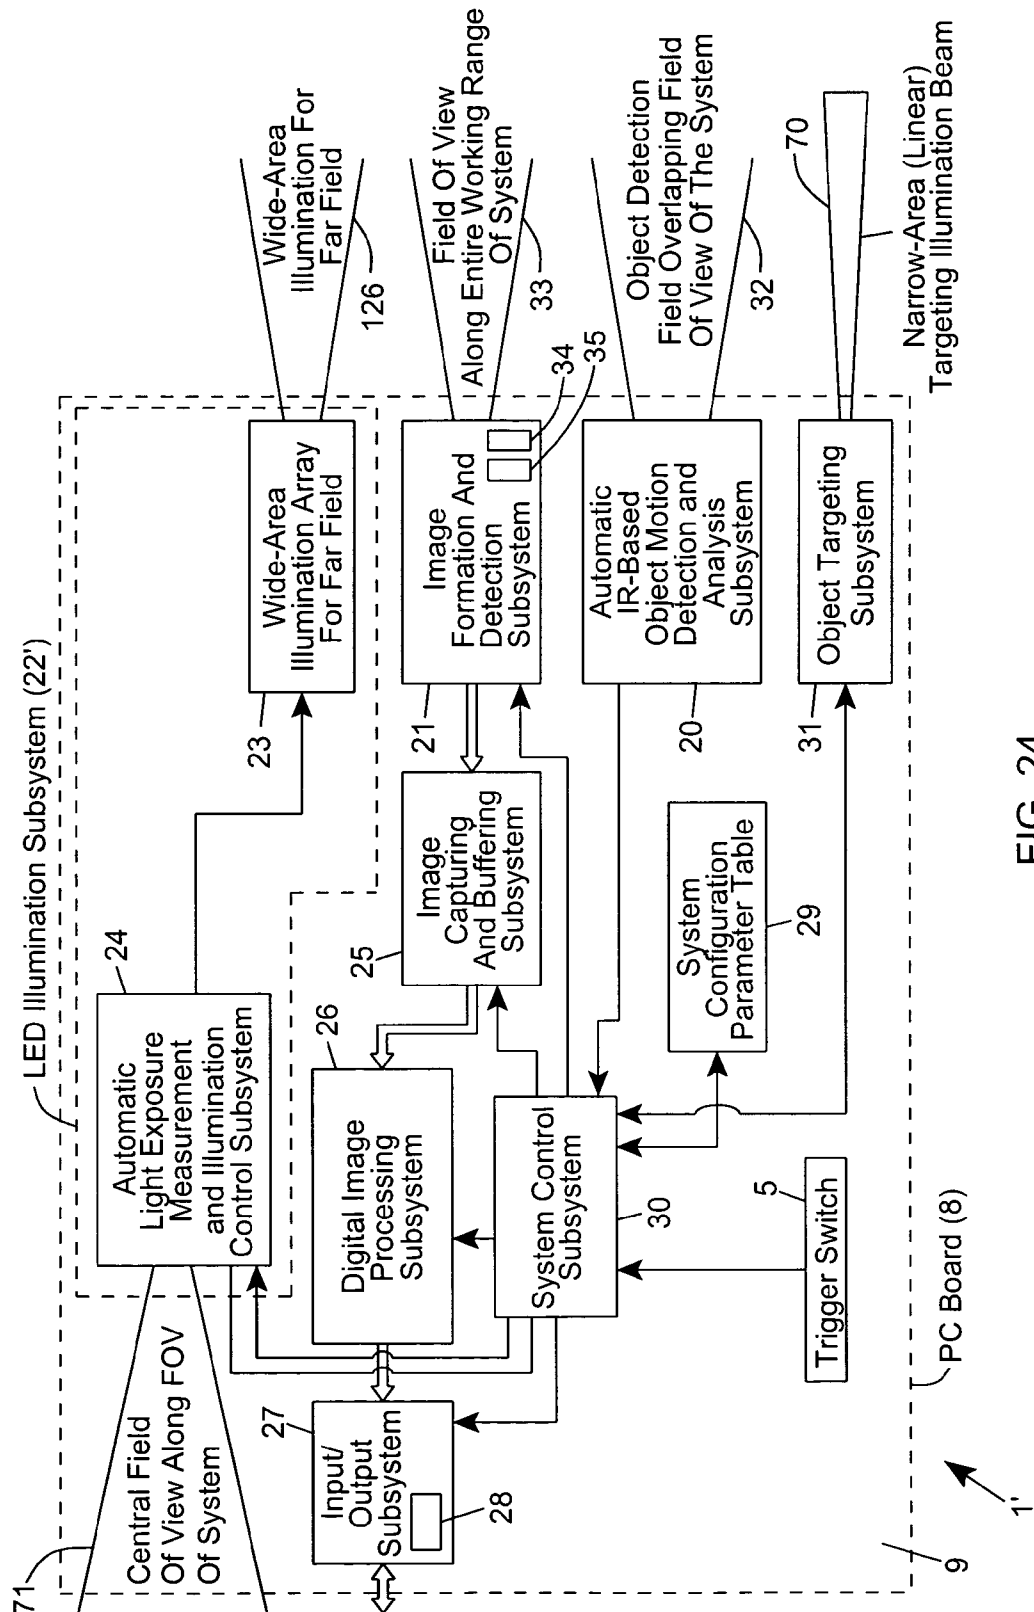 LED Illumination Subsystem (22')
71
Central Field
Of View Along FOV
Of System
24
Automatic
Light Exposure
Measurement
and Illumination
Control Subsystem
23
Wide-Area
Illumination Array
For Far Field
Wide-Area
Illumination For
Far Field
126
27
Input/
Output
Subsystem
28
26
Digital Image
Processing
Subsystem
25
Image
Capturing
And Buffering
Subsystem
21
Image
Formation And
Detection
Subsystem
34
35
Field Of View
Along Entire Working Range
Of System
33
System Control
Subsystem
30
20
Automatic
IR-Based
Object Motion
Detection and
Analysis
Subsystem
Object Detection
Field Overlapping Field
Of View Of The System
32
System
Configuration
Parameter Table
29
5
Trigger Switch
31
Object Targeting
Subsystem
70
Narrow-Area (Linear)
Targeting Illumination Beam
9
PC Board (8)
1'
FIG. 24